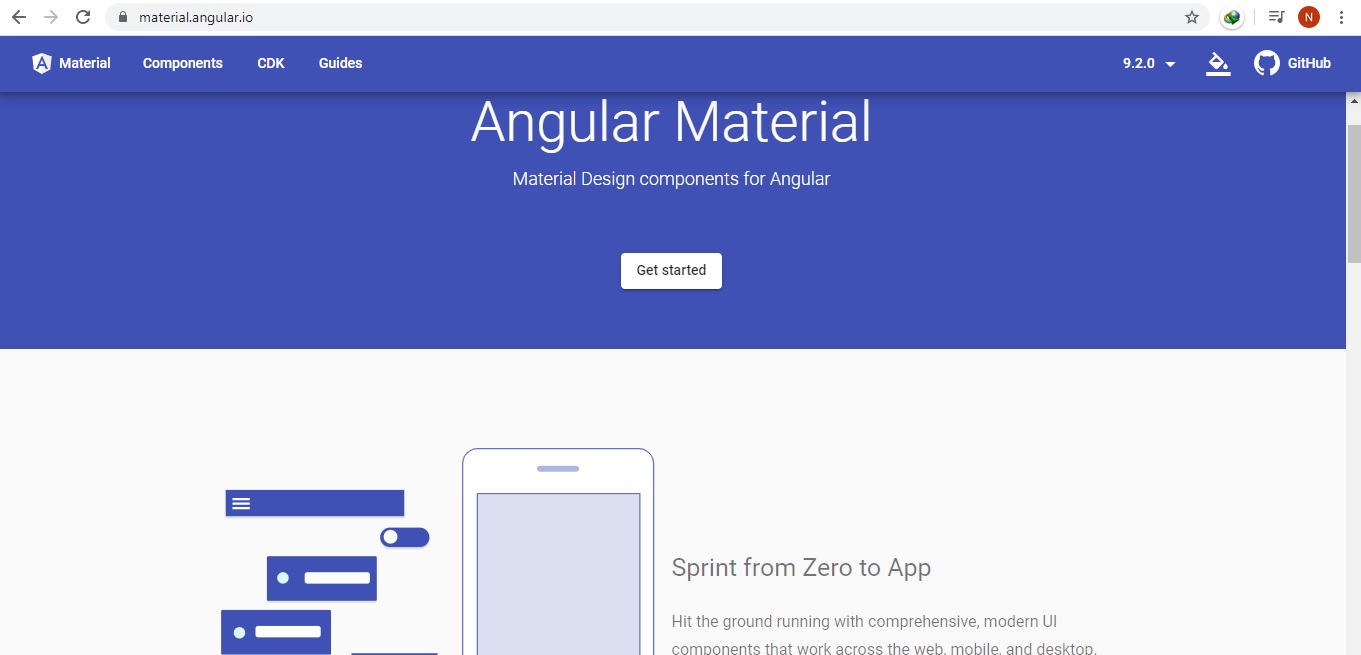 material.angular.io
N
A Material Components CDK Guides 9.2.0 GitHub
Angular Material
Material Design components for Angular
Get started
Sprint from Zero to App
Hit the ground running with comprehensive, modern UI
components that work across the web, mobile, and desktop.